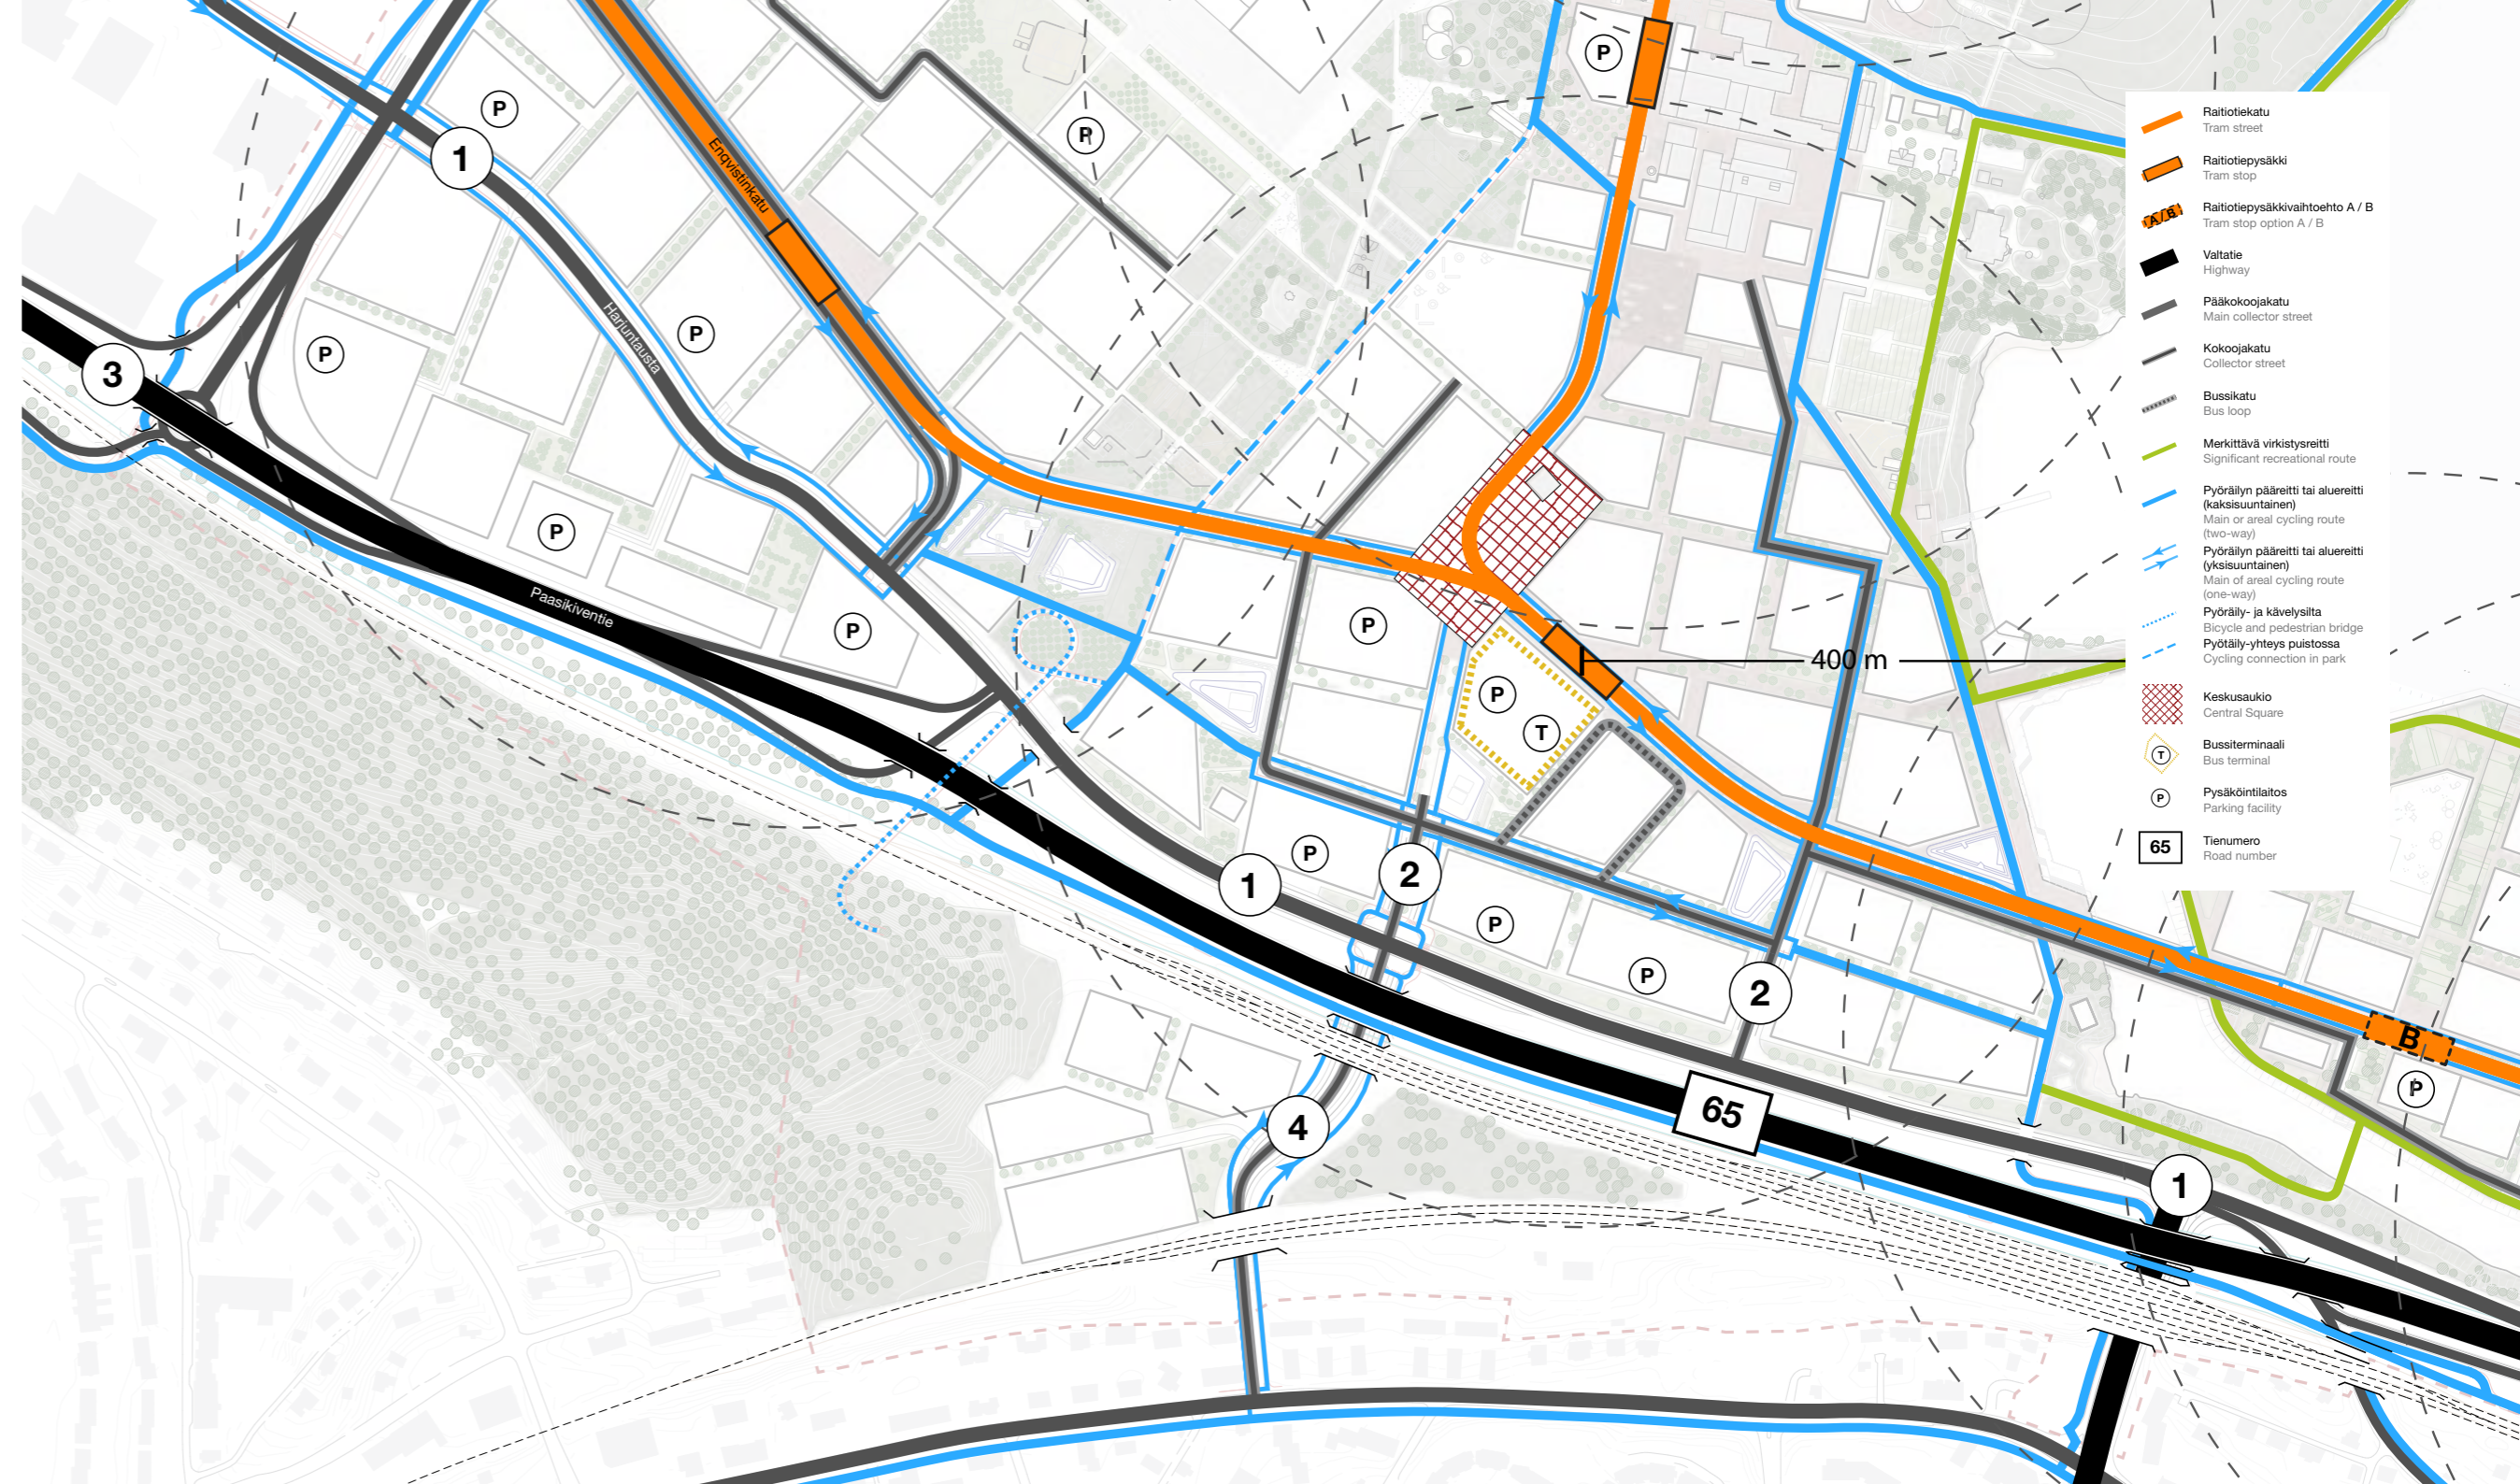 P
P
P
1
Enqvistinkatu
Harjuntausta
P
P
3
P
Paasikiventie
P
P
P
T
400 m
P
1
2
P
P
2
B
P
65
4
1
Raitiotiekatu
Tram street
Raitiotiepysäkki
Tram stop
A / B
Raitiotiepysäkkivaihtoehto A / B
Tram stop option A / B
Valtatie
Highway
Pääkokoojakatu
Main collector street
Kokoojakatu
Collector street
Bussikatu
Bus loop
Merkittävä virkistysreitti
Significant recreational route
Pyöräilyn pääreitti tai aluereitti
(kaksisuuntainen)
Main or areal cycling route
(two-way)
Pyöräilyn pääreitti tai aluereitti
(yksisuuntainen)
Main of areal cycling route
(one-way)
Pyöräily- ja kävelysilta
Bicycle and pedestrian bridge
Pyötäily-yhteys puistossa
Cycling connection in park
Keskusaukio
Central Square
T
Bussiterminaali
Bus terminal
P
Pysäköintilaitos
Parking facility
65
Tienumero
Road number